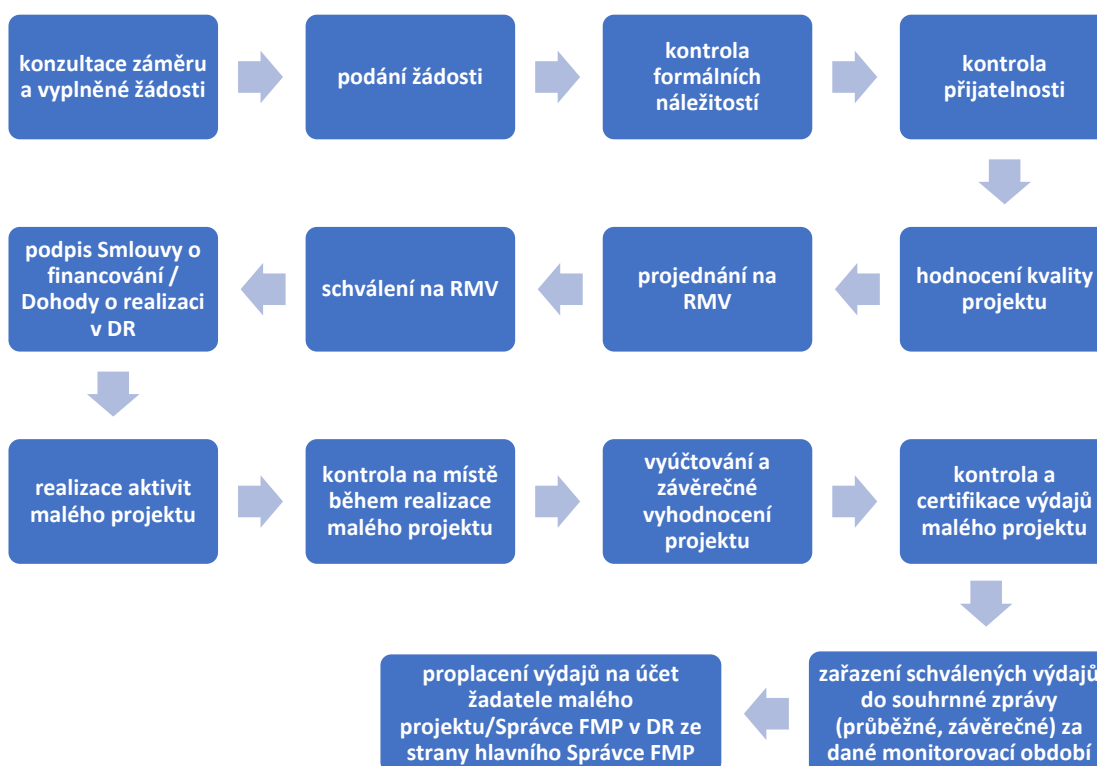 konzultace záměru
a vyplněné žádosti
podání žádosti
kontrola
formálních
náležitostí
kontrola
přijatelnosti
hodnocení kvality
projektu
projednání na
RMV
schválení na RMV
podpis Smlouvy o
financování /
Dohody o realizaci
v DR
realizace aktivit
malého projektu
kontrola na místě
během realizace
malého projektu
vyúčtování a
závěrečné
vyhodnocení
projektu
kontrola a
certifikace výdajů
malého projektu
zařazení schválených výdajů
do souhrnné zprávy
(průběžné, závěrečné) za
dané monitorovací období
proplacení výdajů na účet
žadatele malého
projektu/Správce FMP v DR ze
strany hlavního Správce FMP